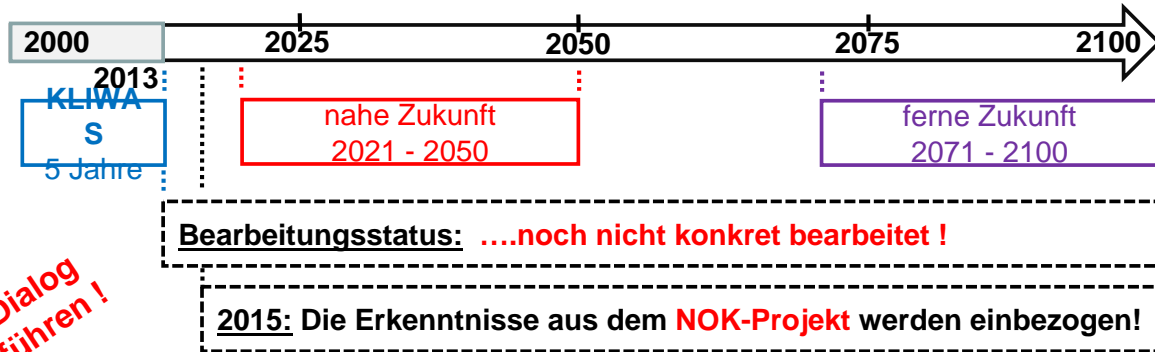 2000 2025 2050 2075 2100
2013
KLIWA
S
5 Jahre
nahe Zukunft
2021 - 2050
ferne Zukunft
2071 - 2100
Bearbeitungsstatus: ....noch nicht konkret bearbeitet !
Dialog
führen !
2015: Die Erkenntnisse aus dem NOK-Projekt werden einbezogen!